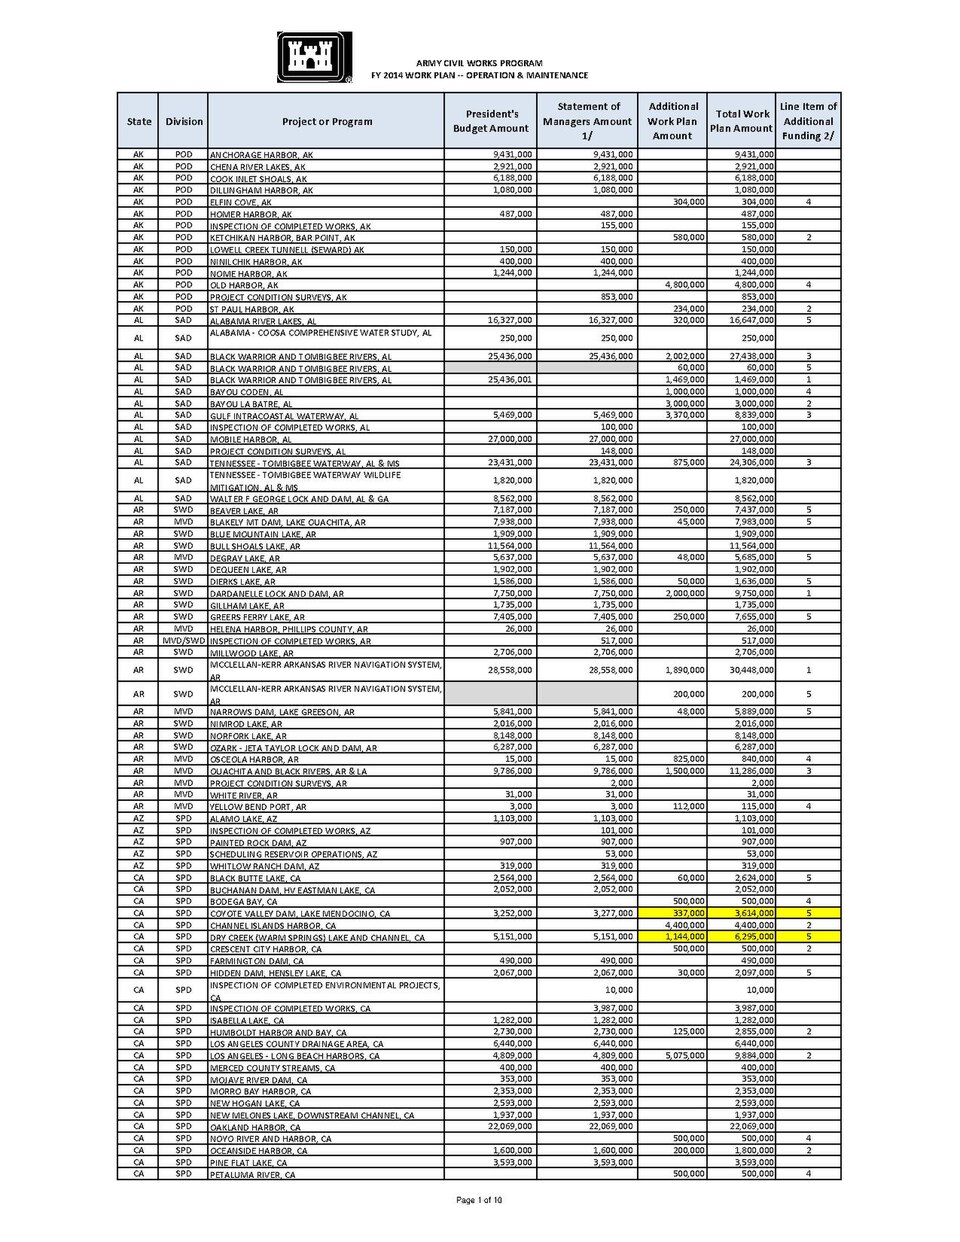 ARMY CIVIL WORKS PROGRAM
FY 2014 WORK PLAN -- OPERATION & MAINTENANCE
State Division Project or Program President's Budget Amount Statement of Managers Amount 1/ Additional Work Plan Amount Total Work Plan Amount Line Item of Additional Funding 2/
AK POD ANCHORAGE HARBOR, AK 9,431,000 9,431,000 9,431,000
AK POD CHENA RIVER LAKES, AK 2,921,000 2,921,000 2,921,000
AK POD COOK INLET SHOALS, AK 6,188,000 6,188,000 6,188,000
AK POD DILLINGHAM HARBOR, AK 1,080,000 1,080,000 1,080,000
AK POD ELFIN COVE, AK 304,000 304,000 4
AK POD HOMER HARBOR, AK 487,000 487,000 487,000
AK POD INSPECTION OF COMPLETED WORKS, AK 155,000 155,000
AK POD KETCHIKAN HARBOR, BAR POINT, AK 580,000 580,000 2
AK POD LOWELL CREEK TUNNELL (SEWARD) AK 150,000 150,000 150,000
AK POD NINILCHIK HARBOR, AK 400,000 400,000 400,000
AK POD NOME HARBOR, AK 1,244,000 1,244,000 1,244,000
AK POD OLD HARBOR, AK 4,800,000 4,800,000 4
AK POD PROJECT CONDITION SURVEYS, AK 853,000 853,000
AK POD ST PAUL HARBOR, AK 234,000 234,000 2
AL SAD ALABAMA RIVER LAKES, AL 16,327,000 16,327,000 320,000 16,647,000 5
AL SAD ALABAMA - COOSA COMPREHENSIVE WATER STUDY, AL 250,000 250,000 250,000
AL SAD BLACK WARRIOR AND TOMBIGBEE RIVERS, AL 25,436,000 25,436,000 2,002,000 27,438,000 3
AL SAD BLACK WARRIOR AND TOMBIGBEE RIVERS, AL 60,000 60,000 5
AL SAD BLACK WARRIOR AND TOMBIGBEE RIVERS, AL 25,436,001 1,469,000 1,469,000 1
AL SAD BAYOU CODEN, AL 1,000,000 1,000,000 4
AL SAD BAYOU LA BATRE, AL 3,000,000 3,000,000 2
AL SAD GULF INTRACOASTAL WATERWAY, AL 5,469,000 5,469,000 3,370,000 8,839,000 3
AL SAD INSPECTION OF COMPLETED WORKS, AL 100,000 100,000
AL SAD MOBILE HARBOR, AL 27,000,000 27,000,000 27,000,000
AL SAD PROJECT CONDITION SURVEYS, AL 148,000 148,000
AL SAD TENNESSEE - TOMBIGBEE WATERWAY, AL & MS 23,431,000 23,431,000 875,000 24,306,000 3
AL SAD TENNESSEE - TOMBIGBEE WATERWAY WILDLIFE MITIGATION, AL & MS 1,820,000 1,820,000 1,820,000
AL SAD WALTER F GEORGE LOCK AND DAM, AL & GA 8,562,000 8,562,000 8,562,000
AR SWD BEAVER LAKE, AR 7,187,000 7,187,000 250,000 7,437,000 5
AR MVD BLAKELY MT DAM, LAKE OUACHITA, AR 7,938,000 7,938,000 45,000 7,983,000 5
AR SWD BLUE MOUNTAIN LAKE, AR 1,909,000 1,909,000 1,909,000
AR SWD BULL SHOALS LAKE, AR 11,564,000 11,564,000 11,564,000
AR MVD DEGRAY LAKE, AR 5,637,000 5,637,000 48,000 5,685,000 5
AR SWD DEQUEEN LAKE, AR 1,902,000 1,902,000 1,902,000
AR SWD DIERKS LAKE, AR 1,586,000 1,586,000 50,000 1,636,000 5
AR SWD DARDANELLE LOCK AND DAM, AR 7,750,000 7,750,000 2,000,000 9,750,000 1
AR SWD GILLHAM LAKE, AR 1,735,000 1,735,000 1,735,000
AR SWD GREERS FERRY LAKE, AR 7,405,000 7,405,000 250,000 7,655,000 5
AR MVD HELENA HARBOR, PHILLIPS COUNTY, AR 26,000 26,000 26,000
AR MVD/SWD INSPECTION OF COMPLETED WORKS, AR 517,000 517,000
AR SWD MILLWOOD LAKE, AR 2,706,000 2,706,000 2,706,000
AR SWD MCCLELLAN-KERR ARKANSAS RIVER NAVIGATION SYSTEM, AR 28,558,000 28,558,000 1,890,000 30,448,000 1
AR SWD MCCLELLAN-KERR ARKANSAS RIVER NAVIGATION SYSTEM, AR 200,000 200,000 5
AR MVD NARROWS DAM, LAKE GREESON, AR 5,841,000 5,841,000 48,000 5,889,000 5
AR SWD NIMROD LAKE, AR 2,016,000 2,016,000 2,016,000
AR SWD NORFORK LAKE, AR 8,148,000 8,148,000 8,148,000
AR SWD OZARK - JETA TAYLOR LOCK AND DAM, AR 6,287,000 6,287,000 6,287,000
AR MVD OSCEOLA HARBOR, AR 15,000 15,000 825,000 840,000 4
AR MVD OUACHITA AND BLACK RIVERS, AR & LA 9,786,000 9,786,000 1,500,000 11,286,000 3
AR MVD PROJECT CONDITION SURVEYS, AR 2,000 2,000
AR MVD WHITE RIVER, AR 31,000 31,000 31,000
AR MVD YELLOW BEND PORT, AR 3,000 3,000 112,000 115,000 4
AZ SPD ALAMO LAKE, AZ 1,103,000 1,103,000 1,103,000
AZ SPD INSPECTION OF COMPLETED WORKS, AZ 101,000 101,000
AZ SPD PAINTED ROCK DAM, AZ 907,000 907,000 907,000
AZ SPD SCHEDULING RESERVOIR OPERATIONS, AZ 53,000 53,000
AZ SPD WHITLOW RANCH DAM, AZ 319,000 319,000 319,000
CA SPD BLACK BUTTE LAKE, CA 2,564,000 2,564,000 60,000 2,624,000 5
CA SPD BUCHANAN DAM, HV EASTMAN LAKE, CA 2,052,000 2,052,000 2,052,000
CA SPD BODEGA BAY, CA 500,000 500,000 4
CA SPD COYOTE VALLEY DAM, LAKE MENDOCINO, CA 3,252,000 3,277,000 337,000 3,614,000 5
CA SPD CHANNEL ISLANDS HARBOR, CA 4,400,000 4,400,000 2
CA SPD DRY CREEK (WARM SPRINGS) LAKE AND CHANNEL, CA 5,151,000 5,151,000 1,144,000 6,295,000 5
CA SPD CRESCENT CITY HARBOR, CA 500,000 500,000 2
CA SPD FARMINGTON DAM, CA 490,000 490,000 490,000
CA SPD HIDDEN DAM, HENSLEY LAKE, CA 2,067,000 2,067,000 30,000 2,097,000 5
CA SPD INSPECTION OF COMPLETED ENVIRONMENTAL PROJECTS, CA 10,000 10,000
CA SPD INSPECTION OF COMPLETED WORKS, CA 3,987,000 3,987,000
CA SPD ISABELLA LAKE, CA 1,282,000 1,282,000 1,282,000
CA SPD HUMBOLDT HARBOR AND BAY, CA 2,730,000 2,730,000 125,000 2,855,000 2
CA SPD LOS ANGELES COUNTY DRAINAGE AREA, CA 6,440,000 6,440,000 6,440,000
CA SPD LOS ANGELES - LONG BEACH HARBORS, CA 4,809,000 4,809,000 5,075,000 9,884,000 2
CA SPD MERCED COUNTY STREAMS, CA 400,000 400,000 400,000
CA SPD MOJAVE RIVER DAM, CA 353,000 353,000 353,000
CA SPD MORRO BAY HARBOR, CA 2,353,000 2,353,000 2,353,000
CA SPD NEW HOGAN LAKE, CA 2,593,000 2,593,000 2,593,000
CA SPD NEW MELONES LAKE, DOWNSTREAM CHANNEL, CA 1,937,000 1,937,000 1,937,000
CA SPD OAKLAND HARBOR, CA 22,069,000 22,069,000 22,069,000
CA SPD NOYO RIVER AND HARBOR, CA 500,000 500,000 4
CA SPD OCEANSIDE HARBOR, CA 1,600,000 1,600,000 200,000 1,800,000 2
CA SPD PINE FLAT LAKE, CA 3,593,000 3,593,000 3,593,000
CA SPD PETALUMA RIVER, CA 500,000 500,000 4
Page 1 of 10